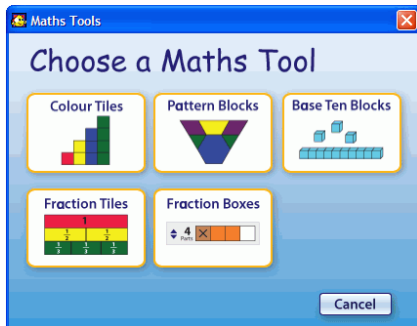 Maths Tools
Choose a Maths Tool
Colour Tiles
Pattern Blocks
Base Ten Blocks
Fraction Tiles
1
1/2 1/2
1/3 1/3 1/3
Fraction Boxes
4
Parts
Cancel